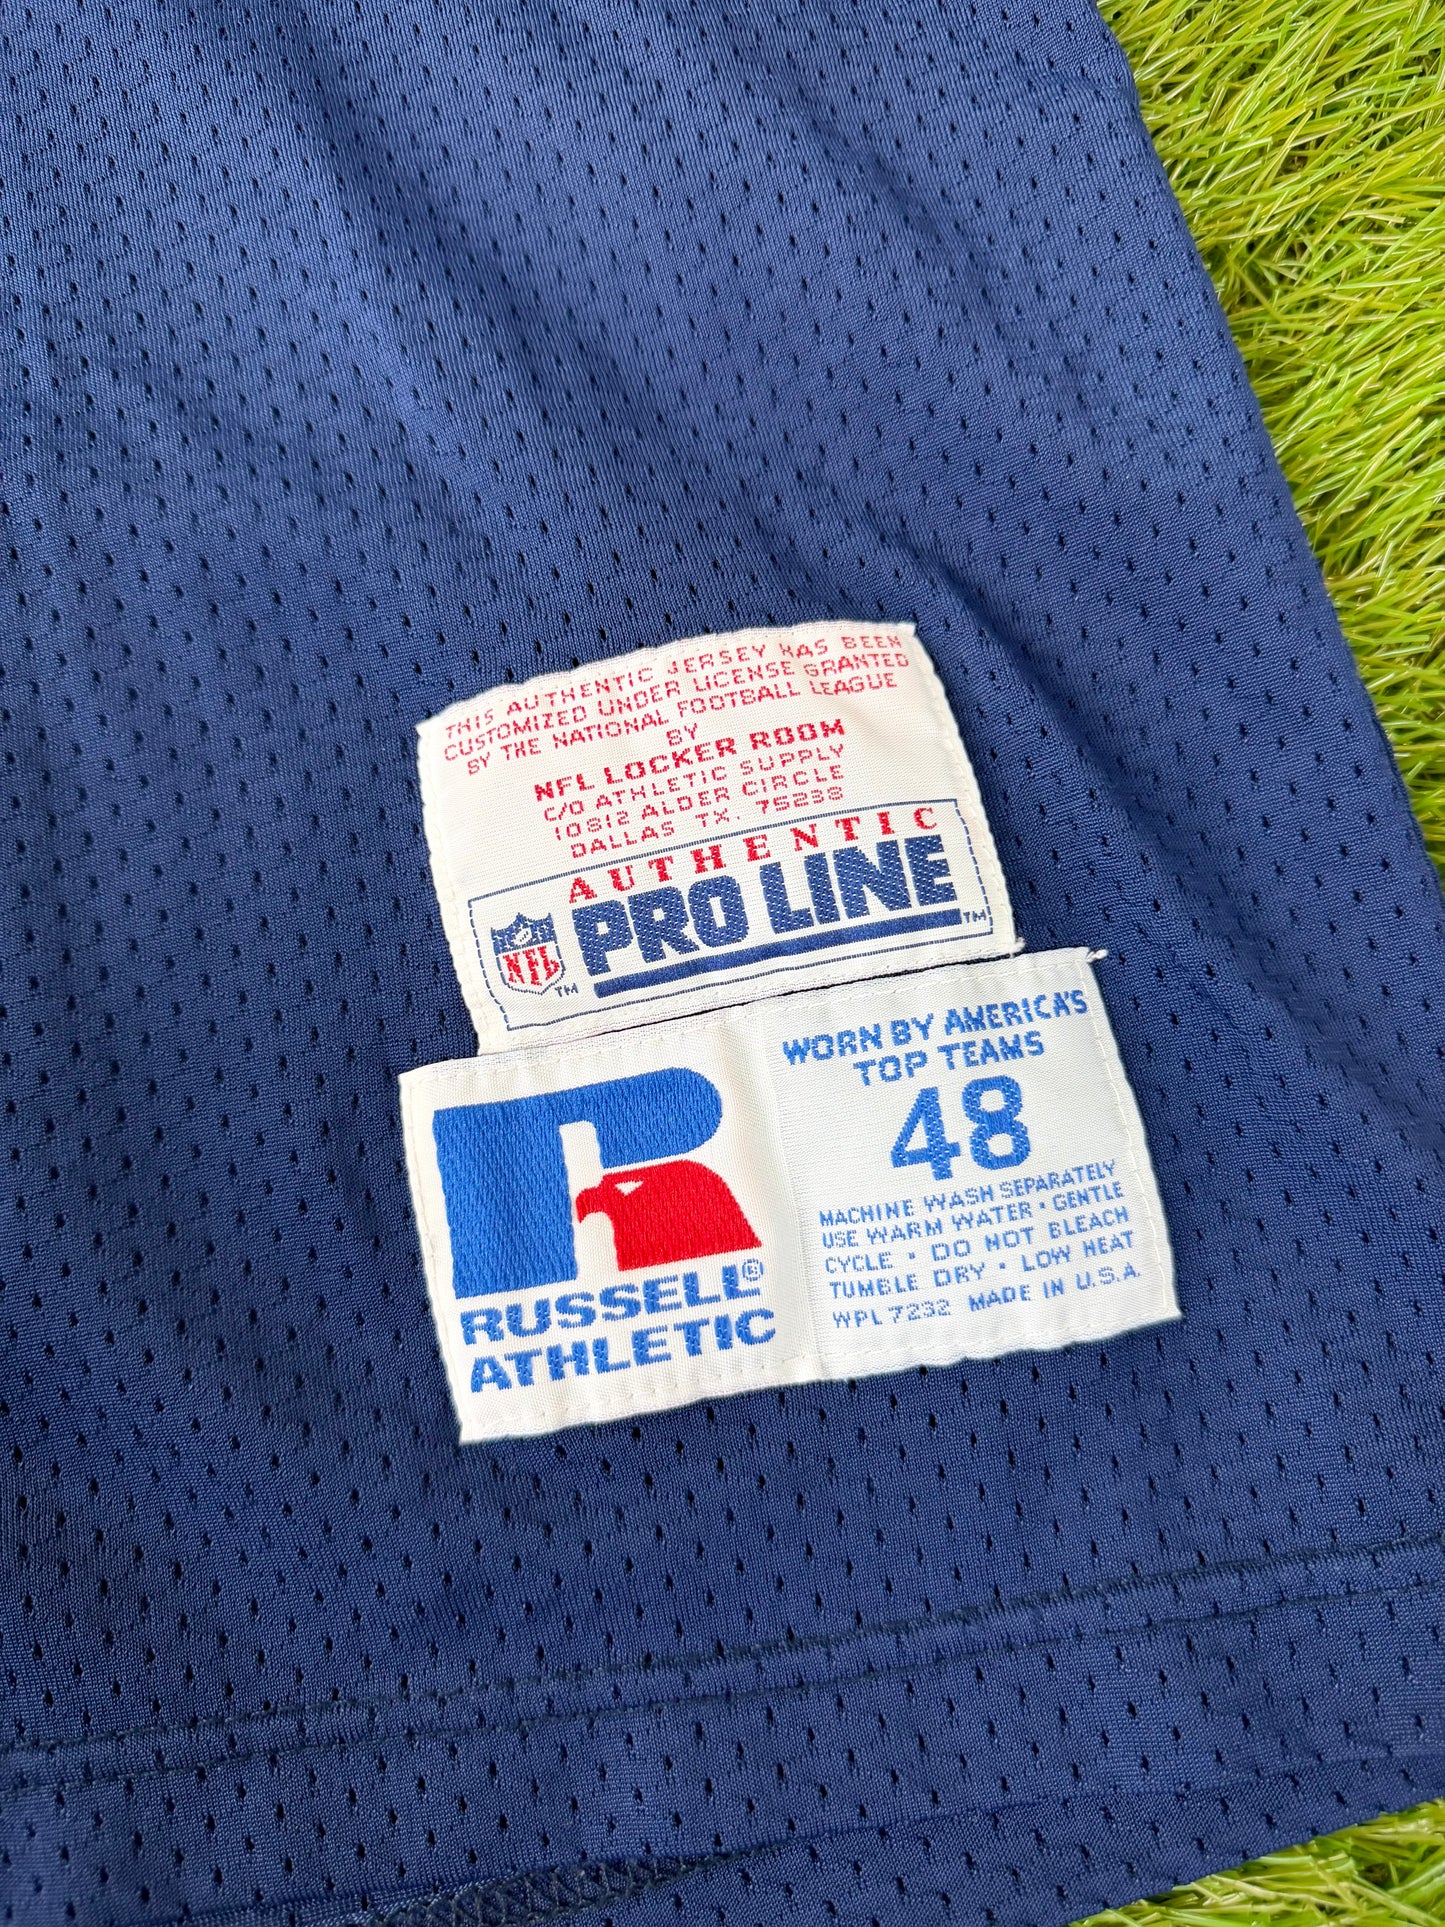 THIS AUTHENTIC JERSEY HAS BEEN
CUSTOMIZED UNDER LICENSE GRANTED
BY THE NATIONAL FOOTBALL LEAGUE
BY
NFL LOCKER ROOM
C/O ATHLETIC SUPPLY
10812 ALDER CIRCLE
DALLAS TX. 75238
AUTHENTIC
PRO LINE TM
NFL TM
WORN BY AMERICA'S
TOP TEAMS
48
MACHINE WASH SEPARATELY
USE WARM WATER • GENTLE
CYCLE • DO NOT BLEACH
TUMBLE DRY • LOW HEAT
WPL 7232 MADE IN U.S.A.
R
RUSSELL®
ATHLETIC